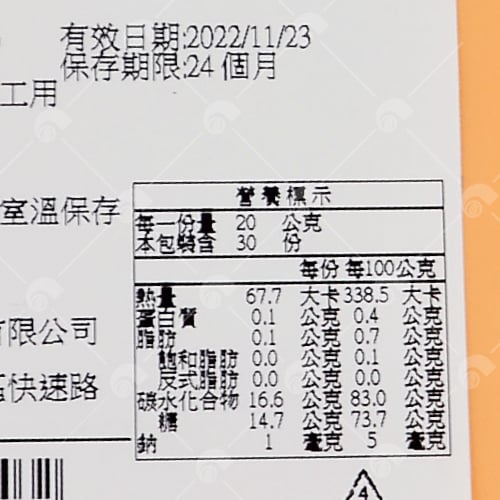 有效日期:2022/11/23
保存期限:24 個月
工用
室溫保存
有限公司
快速路
營養標示
每一份量 20 公克
本包裝含 30 份
每份 每100公克
熱量 67.7 大卡 338.5 大卡
蛋白質 0.1 公克 0.4 公克
脂肪 0.1 公克 0.7 公克
飽和脂肪 0.0 公克 0.1 公克
反式脂肪 0.0 公克 0.0 公克
碳水化合物 16.6 公克 83.0 公克
糖 14.7 公克 73.7 公克
鈉 1 毫克 5 毫克
4